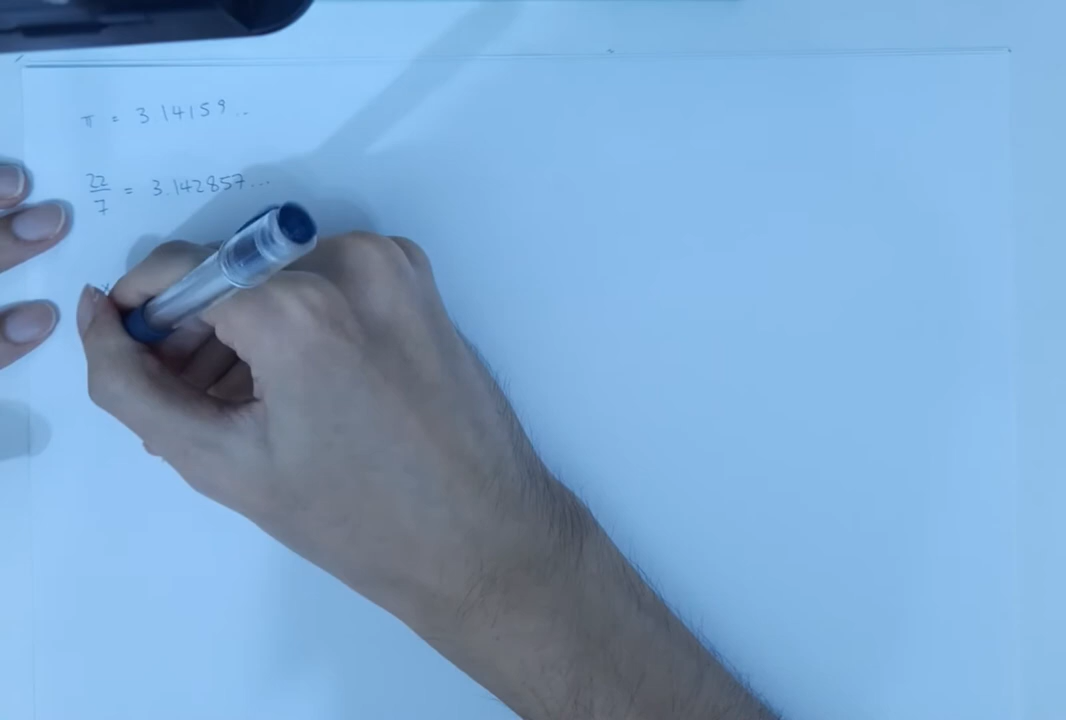 π = 3.14159..
22/7 = 3.142857...